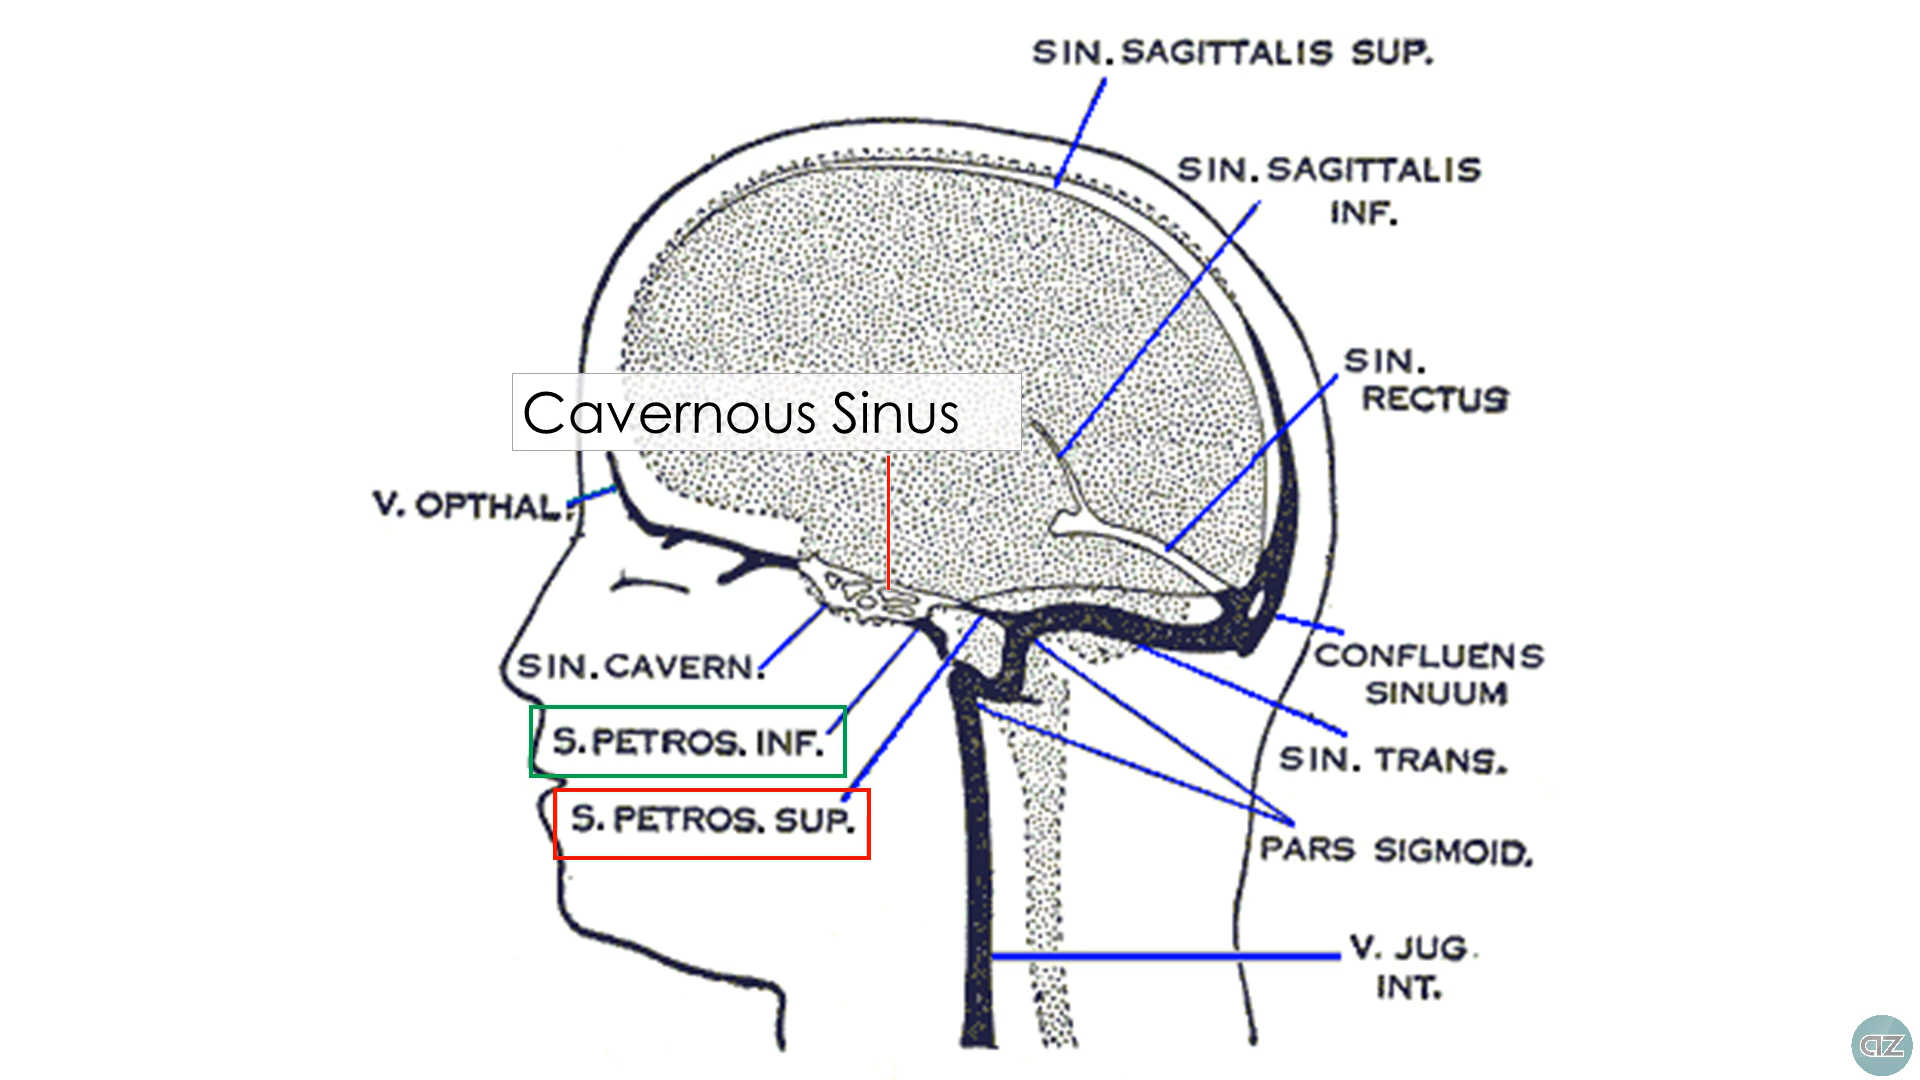 SIN. SAGITTALIS SUP.
SIN. SAGITTALIS
INF.
SIN.
RECTUS
Cavernous Sinus
V. OPTHAL.
SIN. CAVERN.
CONFLUENS
SINUUM
S. PETROS. INF.
SIN. TRANS.
S. PETROS. SUP.
PARS SIGMOID.
V. JUG.
INT.
AZ